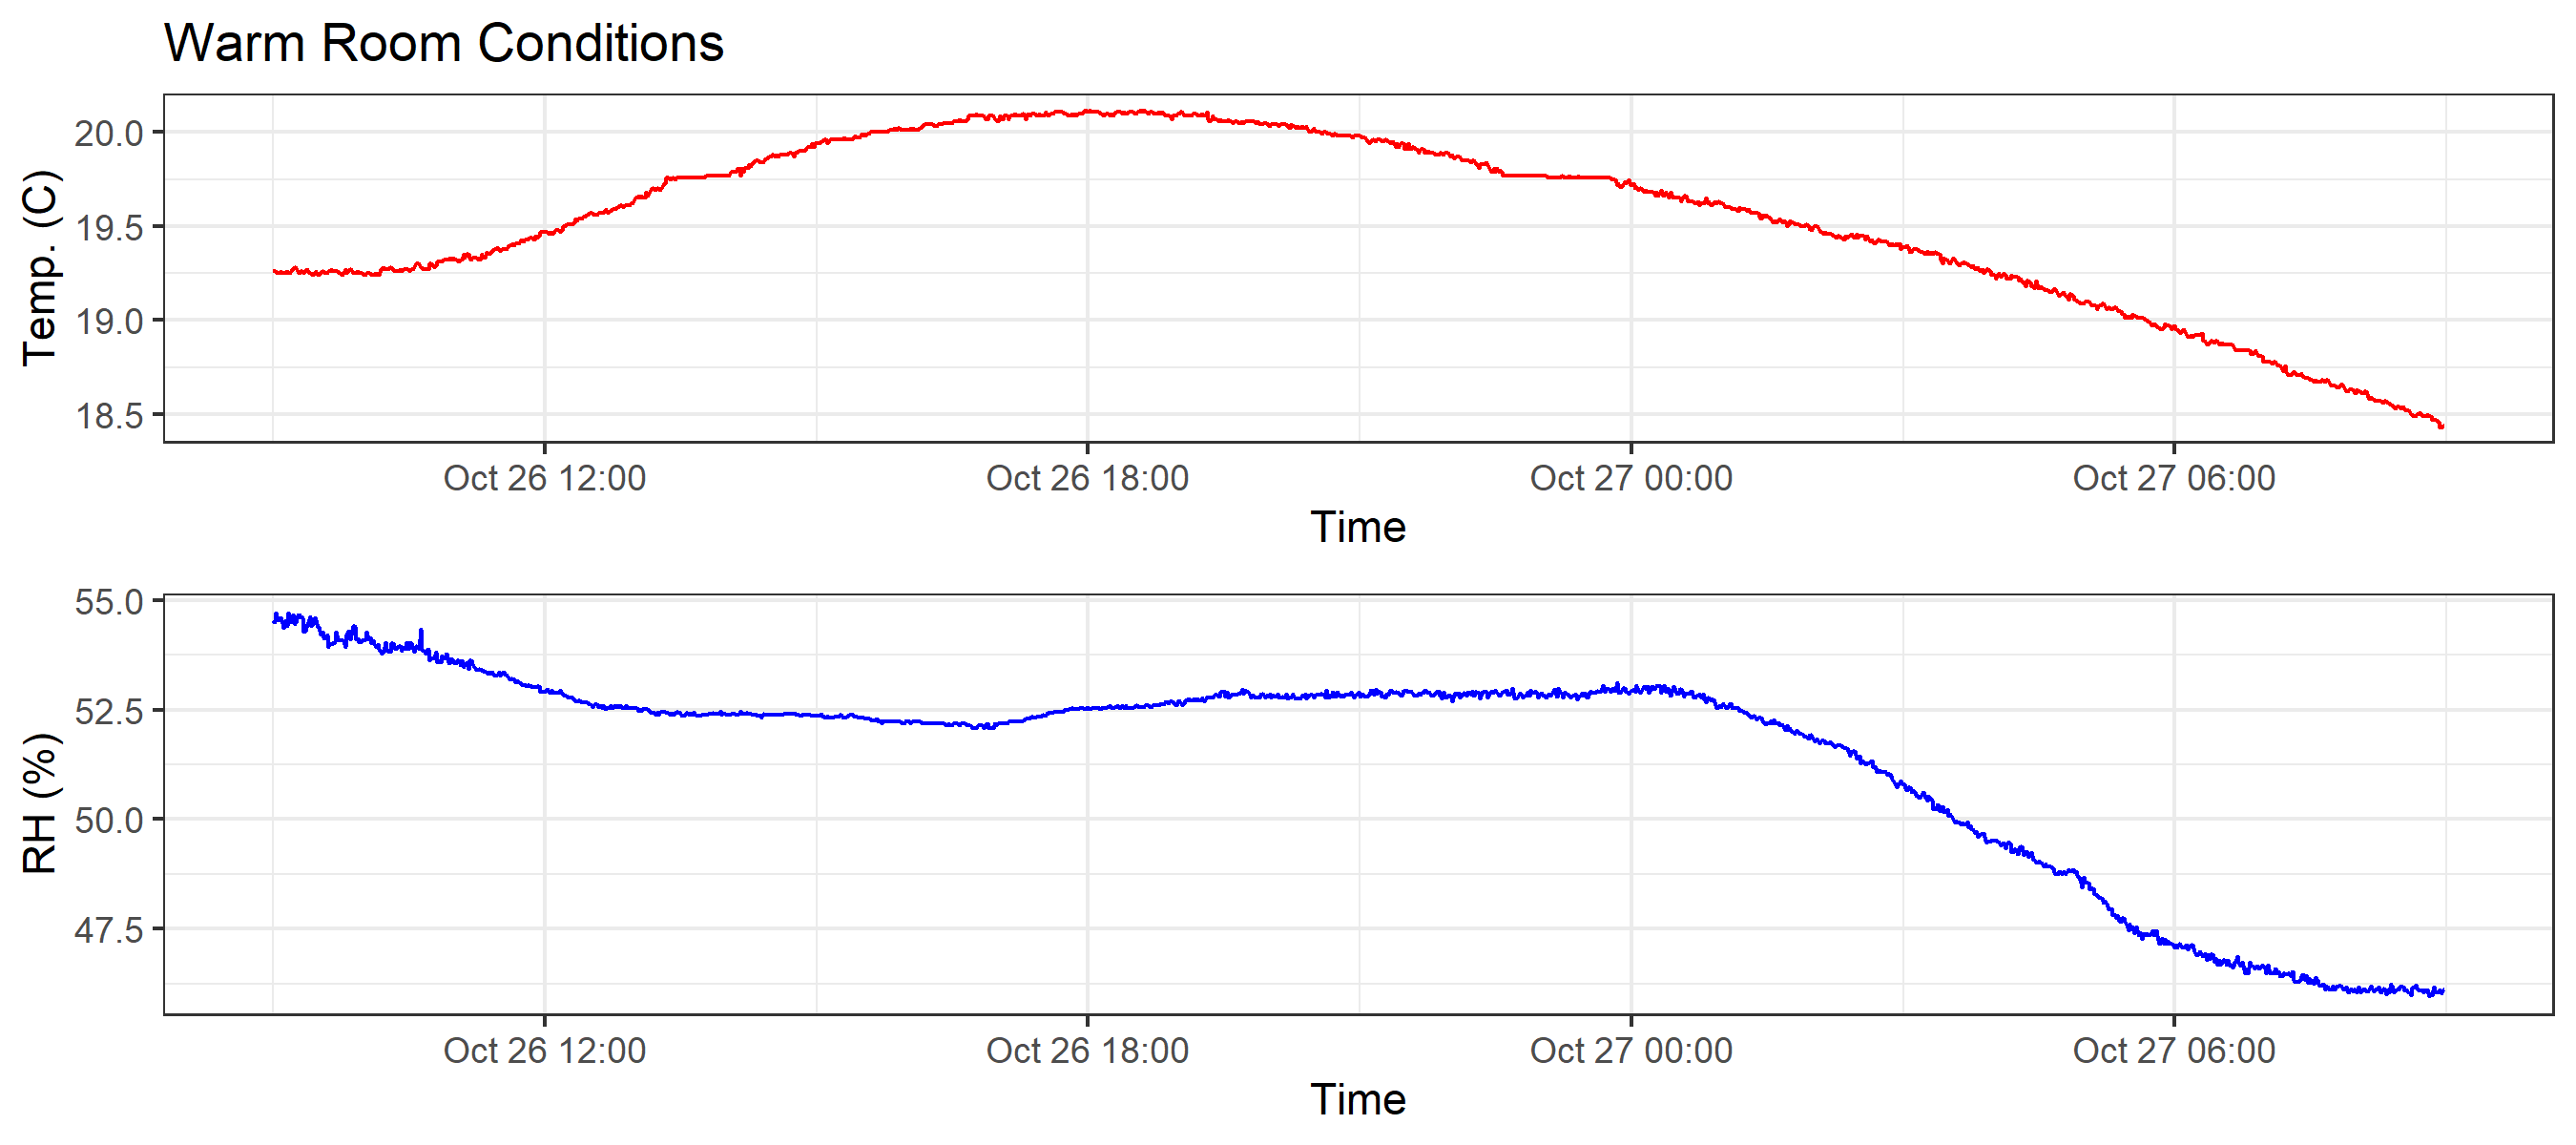 Warm Room Conditions
Temp. (C)
20.0
19.5
19.0
18.5
Oct 26 12:00 Oct 26 18:00 Oct 27 00:00 Oct 27 06:00
Time
RH (%)
55.0
52.5
50.0
47.5
Oct 26 12:00 Oct 26 18:00 Oct 27 00:00 Oct 27 06:00
Time